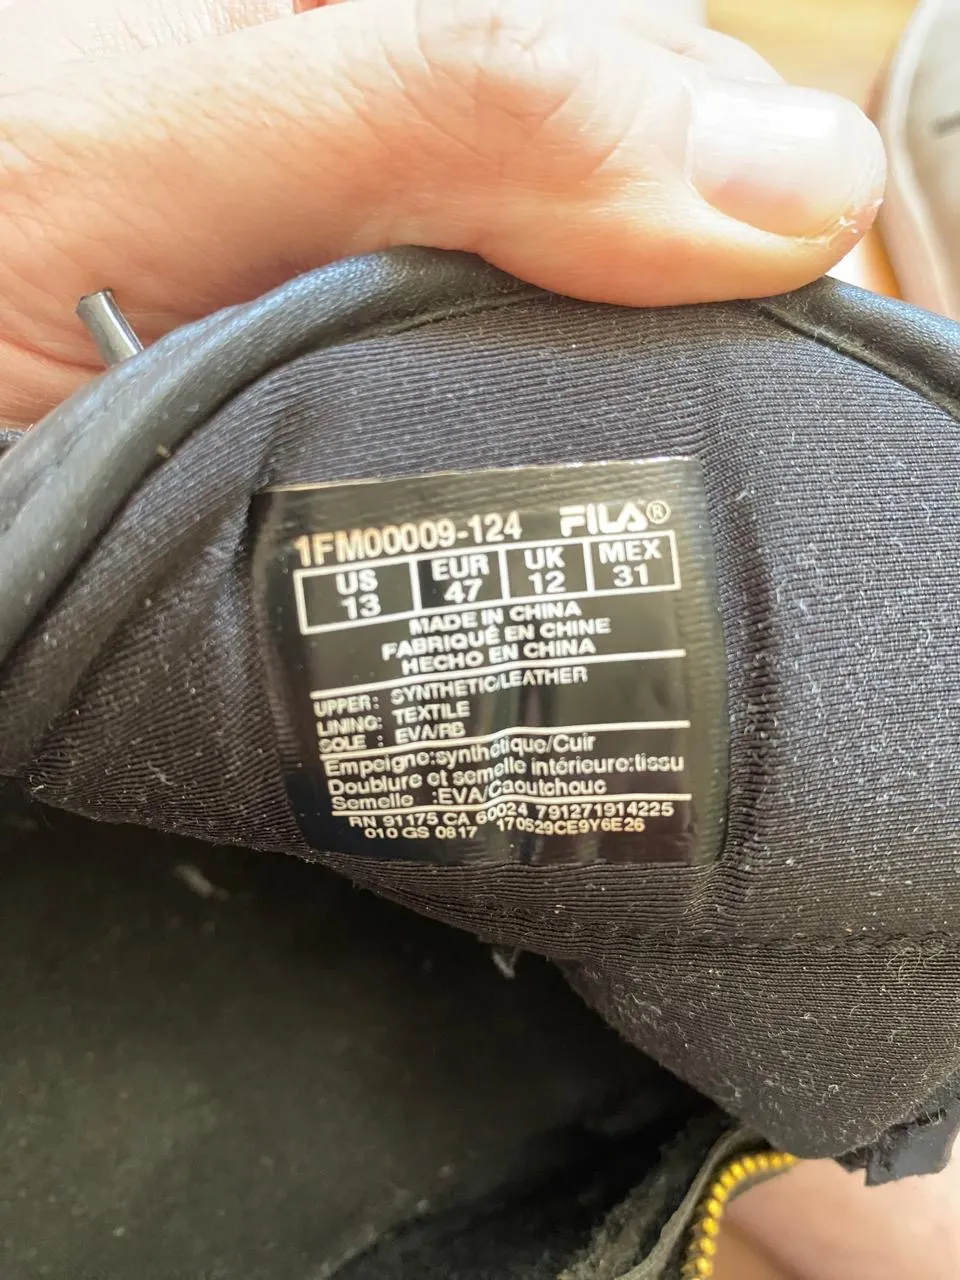 1FM00009-124 FILA®
US EUR UK MEX
13 47 12 31
MADE IN CHINA
FABRIQUÉ EN CHINE
HECHO EN CHINA
UPPER: SYNTHETIC/LEATHER
LINING: TEXTILE
SOLE : EVA/RB
Empeigne:synthétique/Cuir
Doublure et semelle intérieure:tissu
Semelle :EVA/Caoutchouc
RN 91175 CA 60024 791271914225
010 GS 0817 170529CE9Y6E26